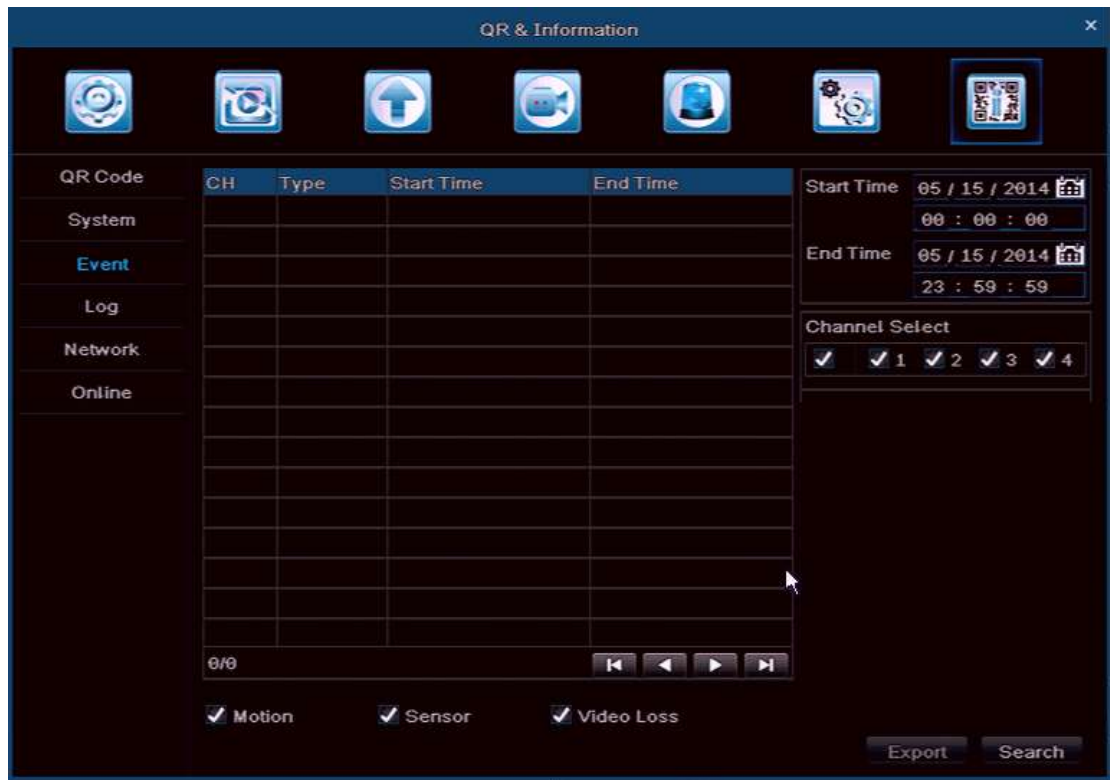 QR & Information
QR Code
System
Event
Log
Network
Online
CH Type Start Time End Time
0/0
Motion Sensor Video Loss
Start Time 05 / 15 / 2014
00 : 00 : 00
End Time 05 / 15 / 2014
23 : 59 : 59
Channel Select
1 2 3 4
Export Search